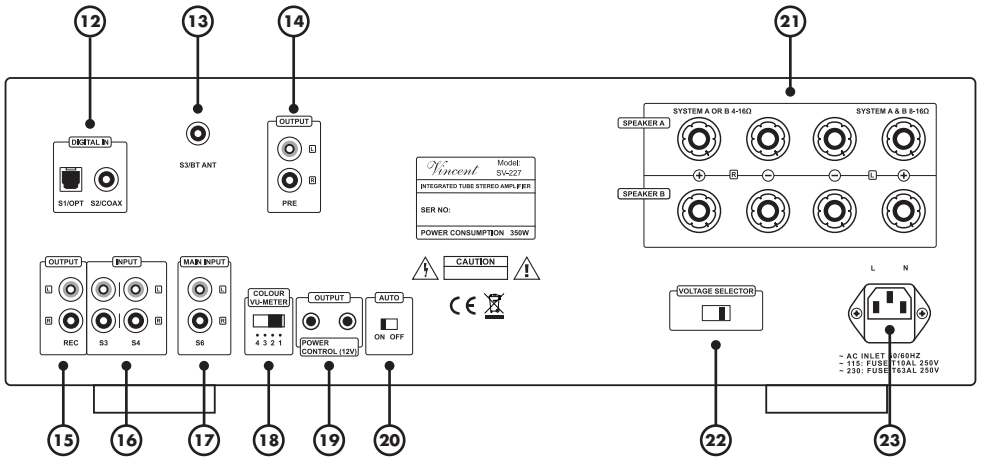 12
13
14
21
DIGITAL IN
S1/OPT
S2/COAX
S3/BT ANT
OUTPUT
L
R
PRE
Vincent
Model:
SV-227
INTEGRATED TUBE STEREO AMPLIFIER
SER NO:
POWER CONSUMPTION 350W
CAUTION
SYSTEM A OR B 4-16Ω
SYSTEM A & B 8-16Ω
SPEAKER A
+
R
−
−
L
+
SPEAKER B
OUTPUT
L
R
REC
INPUT
L
R
S3
S4
MAIN INPUT
L
R
S6
COLOUR
VU-METER
4 3 2 1
OUTPUT
POWER
CONTROL (12V)
AUTO
ON OFF
CE
VOLTAGE SELECTOR
L
N
~ AC INLET 50/60HZ
~ 115: FUSE T10AL 250V
~ 230: FUSE T63AL 250V
15
16
17
18
19
20
22
23